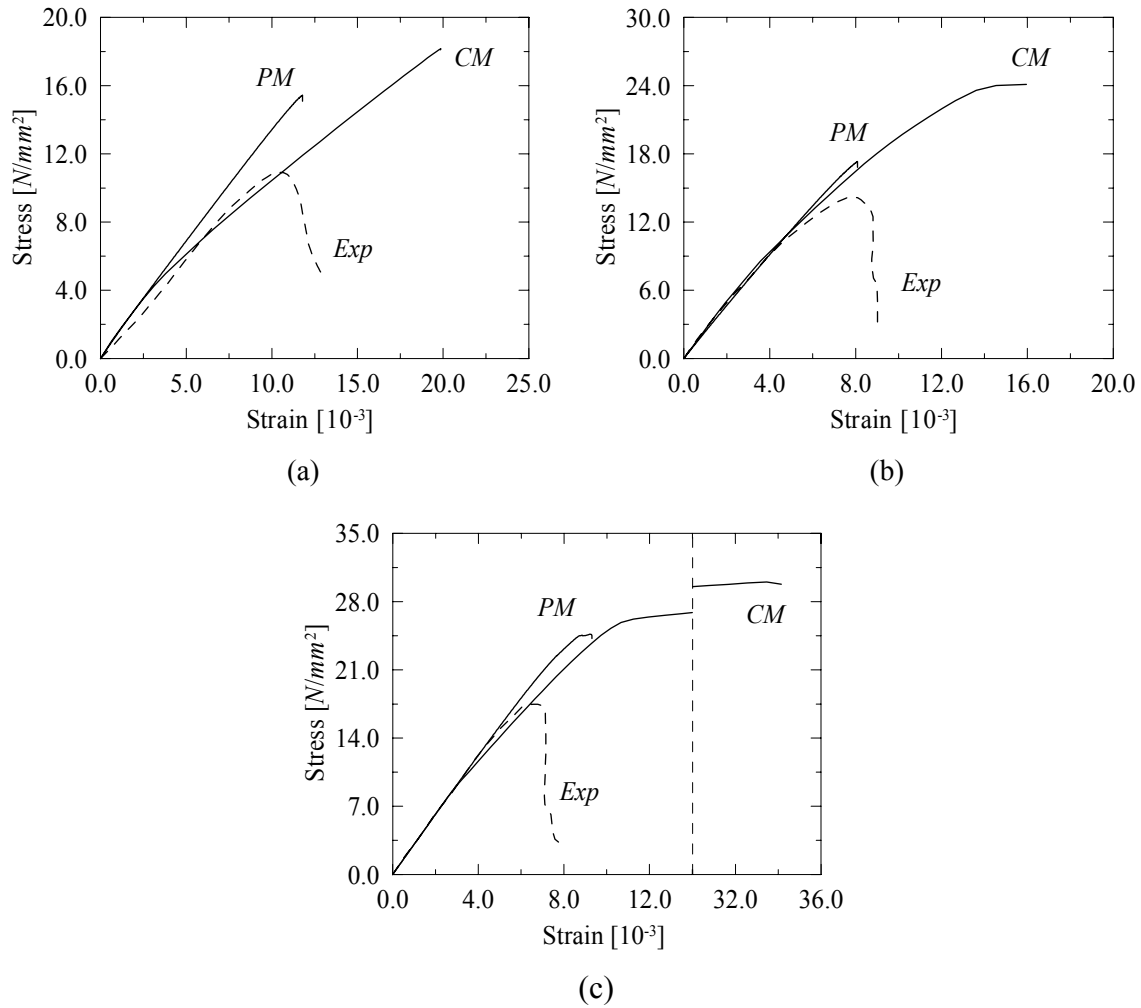 20.0
16.0
12.0
8.0
4.0
0.0
Stress [N/mm²]
PM
CM
Exp
0.0 5.0 10.0 15.0 20.0 25.0
Strain [10⁻³]
(a)
30.0
24.0
18.0
12.0
6.0
0.0
Stress [N/mm²]
CM
PM
Exp
0.0 4.0 8.0 12.0 16.0 20.0
Strain [10⁻³]
(b)
35.0
28.0
21.0
14.0
7.0
0.0
Stress [N/mm²]
PM
CM
Exp
0.0 4.0 8.0 12.0 32.0 36.0
Strain [10⁻³]
(c)